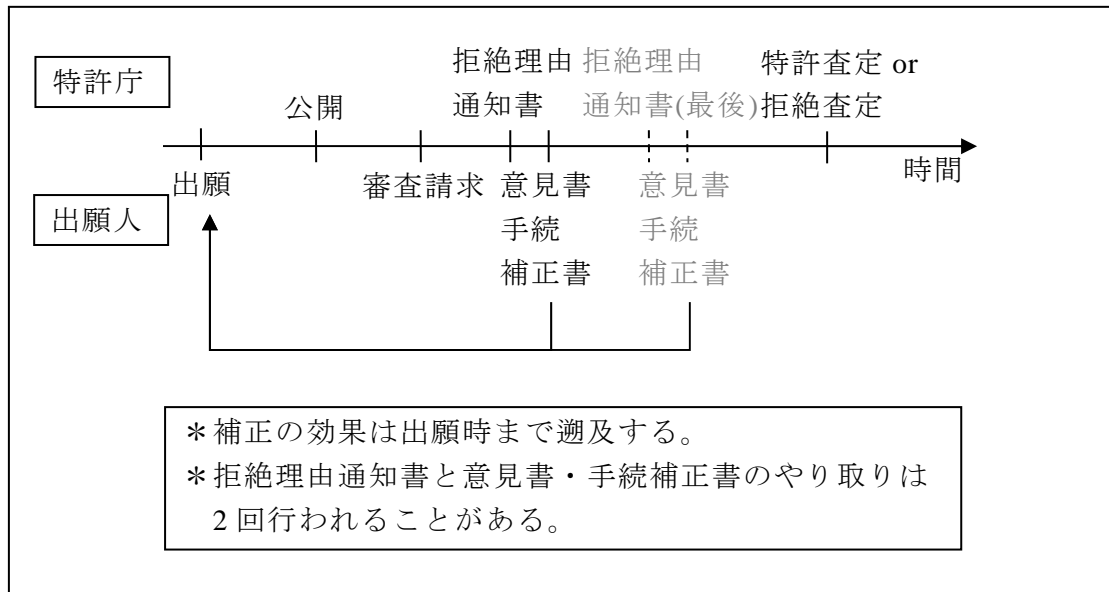 特許庁
拒絶理由
通知書
拒絶理由
通知書(最後)
特許査定 or
拒絶査定
公開
時間
出願
審査請求
意見書
手続
補正書
意見書
手続
補正書
出願人
＊補正の効果は出願時まで遡及する。
＊拒絶理由通知書と意見書・手続補正書のやり取りは
2 回行われることがある。